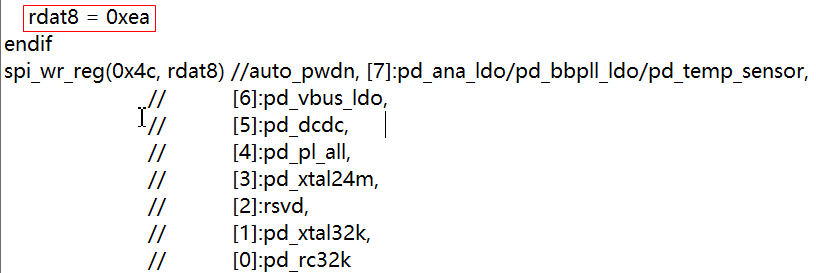 rdat8 = 0xea
endif
spi_wr_reg(0x4c, rdat8) //auto_pwdn, [7]:pd_ana_ldo/pd_bbpll_ldo/pd_temp_sensor,
// [6]:pd_vbus_ldo,
// [5]:pd_dcdc,
// [4]:pd_pl_all,
// [3]:pd_xtal24m,
// [2]:rsvd,
// [1]:pd_xtal32k,
// [0]:pd_rc32k